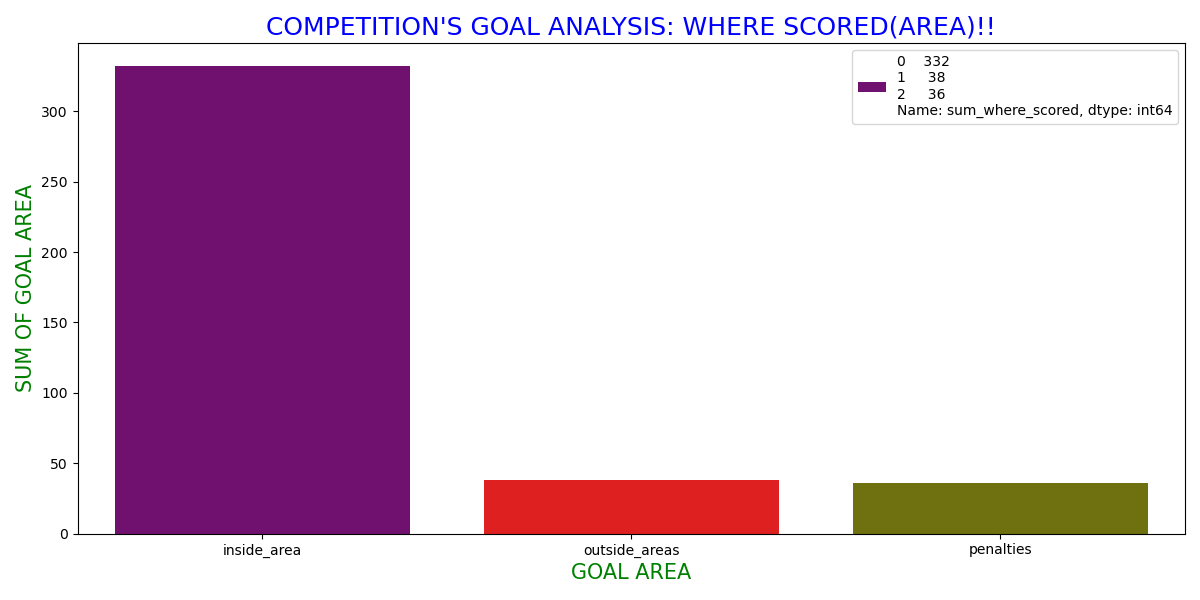 COMPETITION'S GOAL ANALYSIS: WHERE SCORED(AREA)!!
0    332
1     38
2     36
Name: sum_where_scored, dtype: int64
SUM OF GOAL AREA
300
250
200
150
100
50
0
inside_area
outside_areas
penalties
GOAL AREA